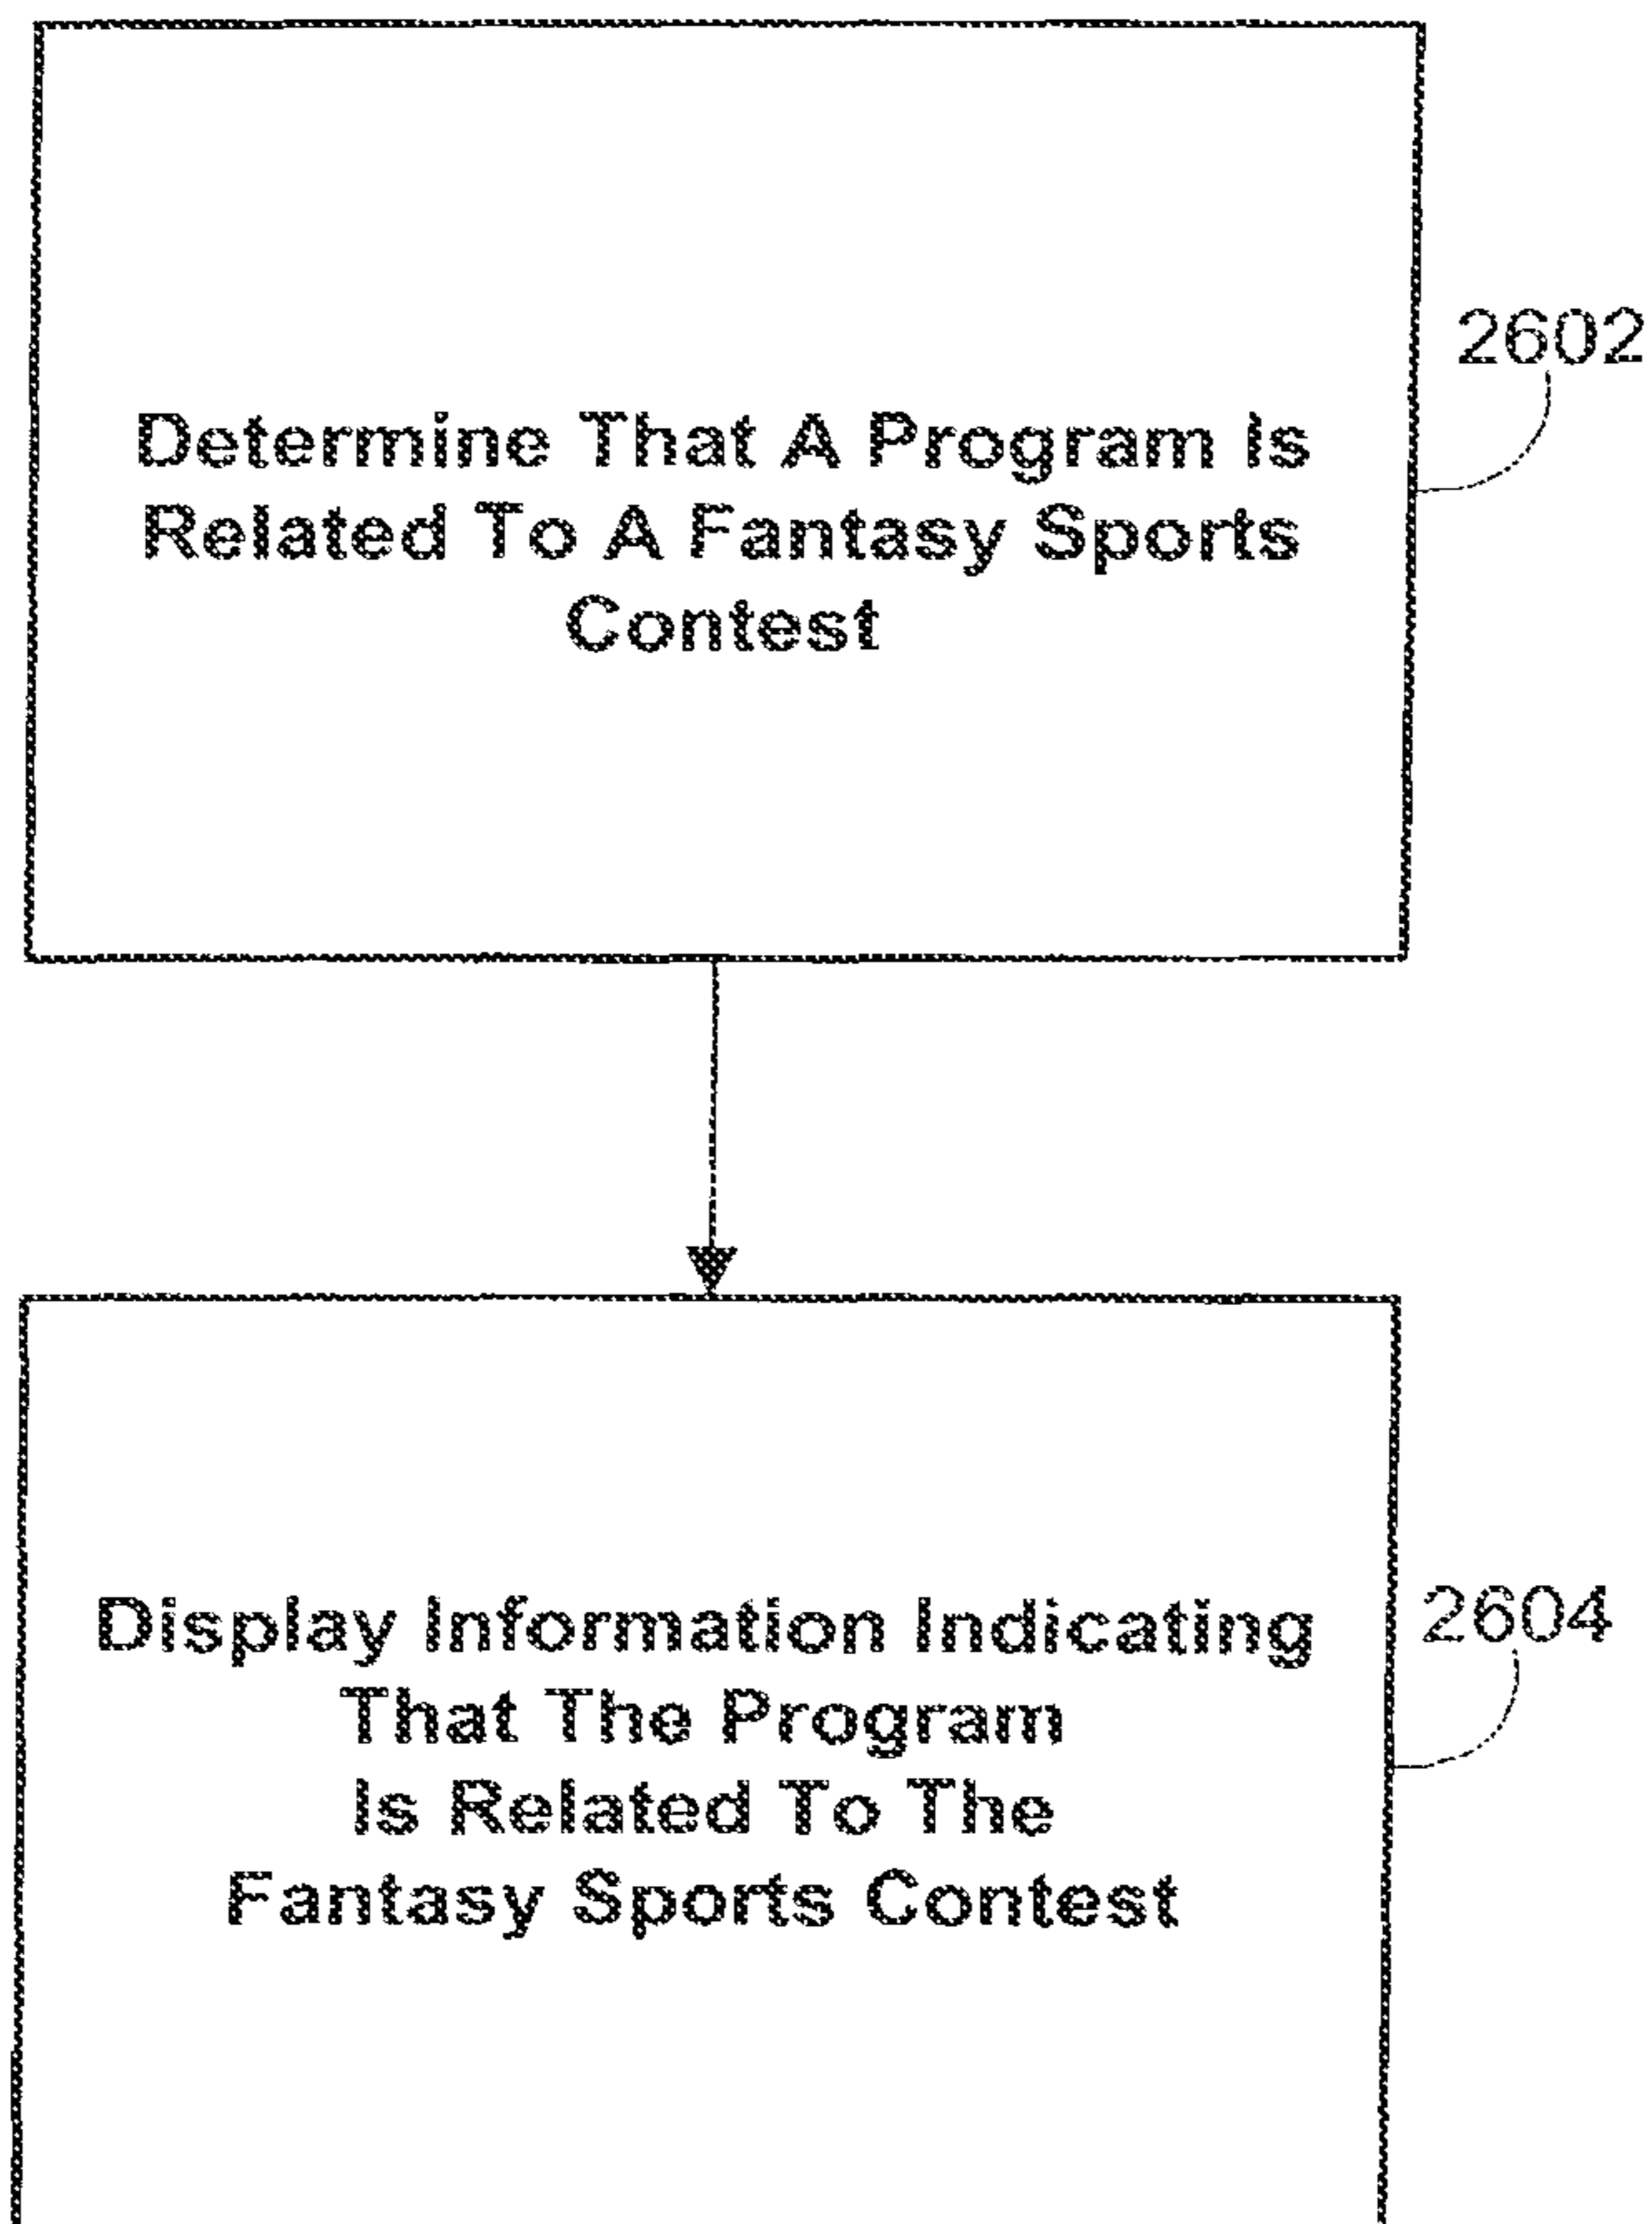 Determine That A Program Is
Related To A Fantasy Sports
Contest
2602
Display Information Indicating
That The Program
Is Related To The
Fantasy Sports Contest
2604